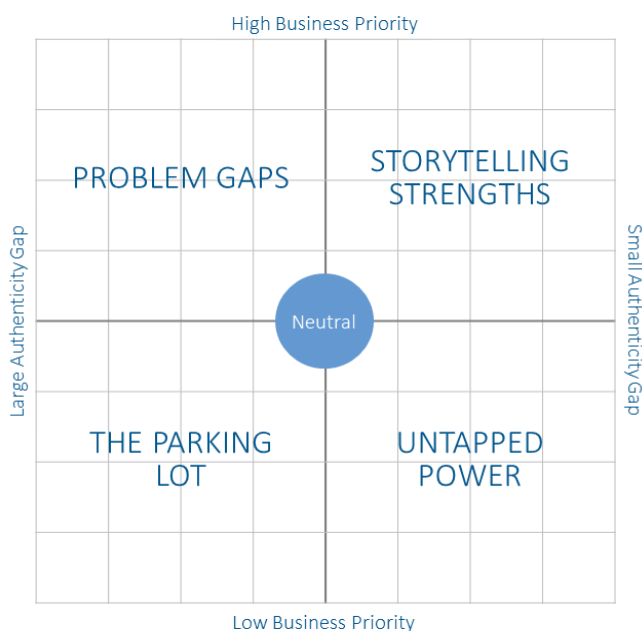 High Business Priority
PROBLEM GAPS
STORYTELLING
STRENGTHS
Large Authenticity Gap
Neutral
Small Authenticity Gap
THE PARKING
LOT
UNTAPPED
POWER
Low Business Priority